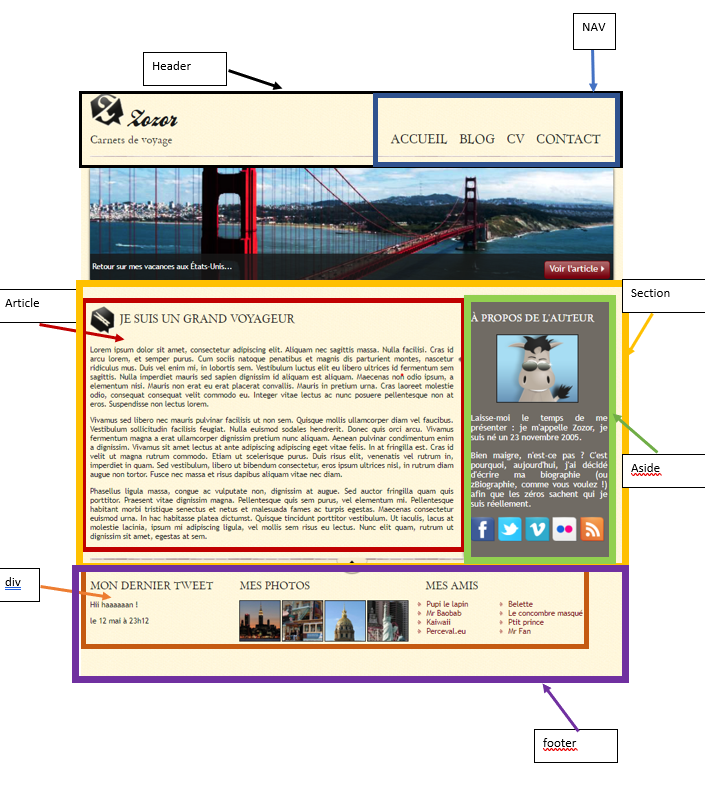 NAV
Header
Zozor
Carnets de voyage
ACCUEIL BLOG CV CONTACT
Retour sur mes vacances aux États-Unis...
Voir l'article
Section
Article
JE SUIS UN GRAND VOYAGEUR
Lorem ipsum dolor sit amet, consectetur adipiscing elit. Aliquam nec sagittis massa. Nulla facilisi. Cras id
arcu lorem, et semper purus. Cum sociis natoque penatibus et magnis dis parturient montes, nascetur
ridiculus mus. Duis vel enim mi, in lobortis sem. Vestibulum luctus elit eu libero ultrices id fermentum sem
sagittis. Nulla imperdiet mauris sed sapien dignissim id aliquam est aliquam. Maecenas non odio ipsum, a
elementum nisi. Mauris non erat eu erat placerat convallis. Mauris in pretium urna. Cras laoreet molestie
odio, consequat consequat velit commodo eu. Integer vitae lectus ac nunc posuere pellentesque non at
eros. Suspendisse non lectus lorem.
Vivamus sed libero nec mauris pulvinar facilisis ut non sem. Quisque mollis ullamcorper diam vel faucibus.
Vestibulum sollicitudin facilisis feugiat. Nulla euismod sodales hendrerit. Donec quis orci arcu. Vivamus
fermentum magna a erat ullamcorper dignissim pretium nunc aliquam. Aenean pulvinar condimentum enim
a dignissim. Vivamus sit amet lectus at ante adipiscing adipiscing eget vitae felis. In at fringilla est. Cras id
velit ut magna rutrum commodo. Etiam ut scelerisque purus. Duis risus elit, venenatis vel rutrum in,
imperdiet in quam. Sed vestibulum, libero ut bibendum consectetur, eros ipsum ultrices nisl, in rutrum diam
augue non tortor. Fusce nec massa et risus dapibus aliquam vitae nec diam.
Phasellus ligula massa, congue ac vulputate non, dignissim at augue. Sed auctor fringilla quam quis
porttitor. Praesent vitae dignissim magna. Pellentesque quis sem purus, vel elementum mi. Pellentesque
habitant morbi tristique senectus et netus et malesuada fames ac turpis egestas. Maecenas consectetur
euismod urna. In hac habitasse platea dictumst. Quisque tincidunt porttitor vestibulum. Ut iaculis, lacus at
molestie lacinia, ipsum mi adipiscing ligula, vel mollis sem risus eu lectus. Nunc elit quam, rutrum ut
dignissim sit amet, egestas at sem.
À PROPOS DE L'AUTEUR
Laisse-moi le temps de me
présenter : je m'appelle Zozor, je
suis né un 23 novembre 2005.
Bien maigre, n'est-ce pas ? C'est
pourquoi, aujourd'hui, j'ai décidé
d'écrire ma biographie (ou
zBiographie, comme vous voulez !)
afin que les zéros sachent qui je
suis réellement.
Aside
div
MON DERNIER TWEET
Hii haaaaaan !
le 12 mai à 23h12
MES PHOTOS
MES AMIS
Pupi le lapin
Mr Baobab
Kaiwaii
Perceval.eu
Belette
Le concombre masqué
Ptit prince
Mr Fan
footer